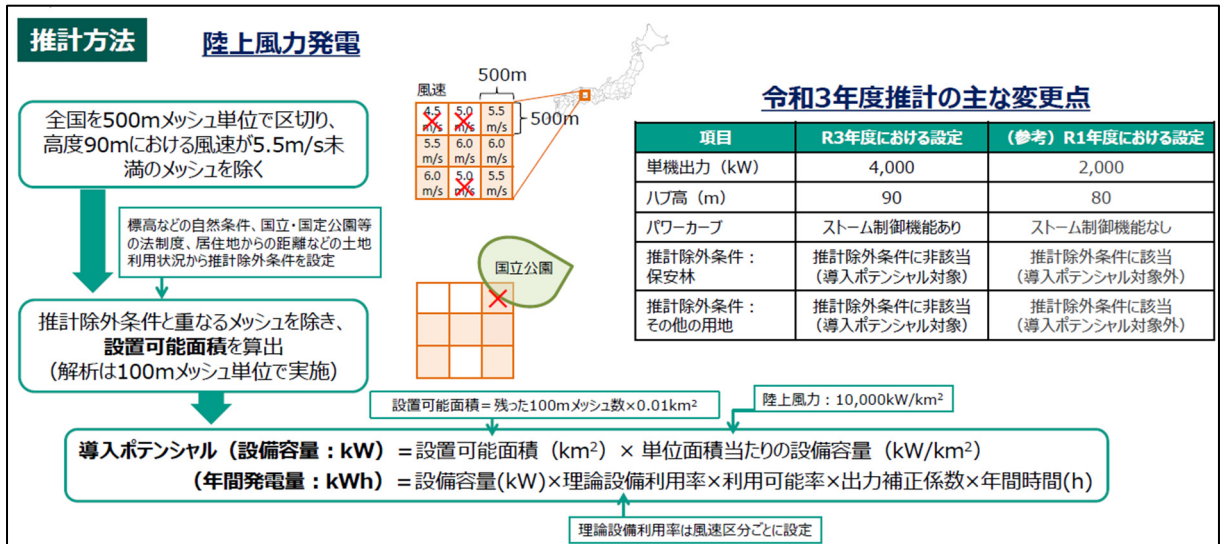 推計方法
陸上風力発電
全国を500mメッシュ単位で区切り、
高度90mにおける風速が5.5m/s未
満のメッシュを除く
標高などの自然条件、国立・国定公園等
の法制度、居住地からの距離などの土地
利用状況から推計除外条件を設定
推計除外条件と重なるメッシュを除き、
設置可能面積を算出
(解析は100mメッシュ単位で実施)
風速
500m
500m
4.5 5.0 5.5
m/s m/s m/s
5.5 6.0 6.0
m/s m/s m/s
6.0 5.0 5.5
m/s m/s m/s
国立公園
令和3年度推計の主な変更点
項目 R3年度における設定 (参考)R1年度における設定
単機出力(kW) 4,000 2,000
ハブ高(m) 90 80
パワーカーブ ストーム制御機能あり ストーム制御機能なし
推計除外条件: 推計除外条件に非該当 推計除外条件に該当
保安林 (導入ポテンシャル対象) (導入ポテンシャル対象外)
推計除外条件: 推計除外条件に非該当 推計除外条件に該当
その他の用地 (導入ポテンシャル対象) (導入ポテンシャル対象外)
設置可能面積=残った100mメッシュ数×0.01km²
陸上風力:10,000kW/km²
導入ポテンシャル(設備容量:kW)=設置可能面積(km²)× 単位面積当たりの設備容量(kW/km²)
(年間発電量:kWh)=設備容量(kW)×理論設備利用率×利用可能率×出力補正係数×年間時間(h)
理論設備利用率は風速区分ごとに設定